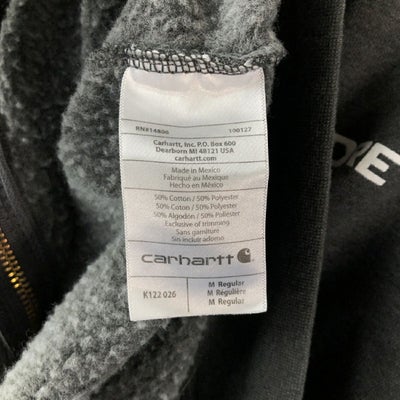 RN#14806 100127
Carhartt, Inc. P.O. Box 600
Dearborn MI 48121 USA
carhartt.com
Made in Mexico
Fabriqué au Mexique
Hecho en México
50% Cotton / 50% Polyester
50% Coton / 50% Polyester
50% Algodón / 50% Poliester
Exclusive of trimming
Sans garniture
Sin incluir adorno
carhartt
K122 026
M Regular
M Régulière
M Regular